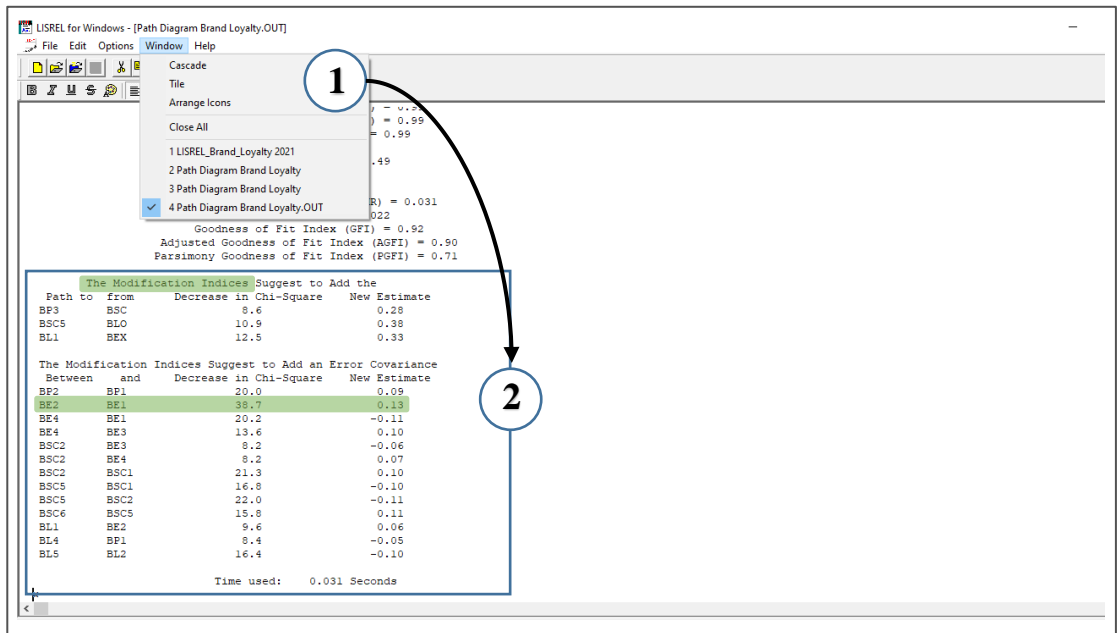 LISREL for Windows - [Path Diagram Brand Loyalty.OUT]
File Edit Options Window Help
B I U S
Cascade
Tile
Arrange Icons
Close All
1 LISREL_Brand_Loyalty 2021
2 Path Diagram Brand Loyalty
3 Path Diagram Brand Loyalty
4 Path Diagram Brand Loyalty.OUT
1
) = 0.99
= 0.99
.49
R) = 0.031
022
Goodness of Fit Index (GFI) = 0.92
Adjusted Goodness of Fit Index (AGFI) = 0.90
Parsimony Goodness of Fit Index (PGFI) = 0.71
The Modification Indices Suggest to Add the
Path to from Decrease in Chi-Square New Estimate
BP3 BSC 8.6 0.28
BSC5 BLO 10.9 0.38
BL1 BEX 12.5 0.33
The Modification Indices Suggest to Add an Error Covariance
Between and Decrease in Chi-Square New Estimate
BP2 BP1 20.0 0.09
BE2 BE1 38.7 0.13
BE4 BE1 20.2 -0.11
BE4 BE3 13.6 0.10
BSC2 BE3 8.2 -0.06
BSC2 BE4 8.2 0.07
BSC2 BSC1 21.3 0.10
BSC5 BSC1 16.8 -0.10
BSC5 BSC2 22.0 -0.11
BSC6 BSC5 15.8 0.11
BL1 BE2 9.6 0.06
BL4 BP1 8.4 -0.05
BL5 BL2 16.4 -0.10
Time used: 0.031 Seconds
2